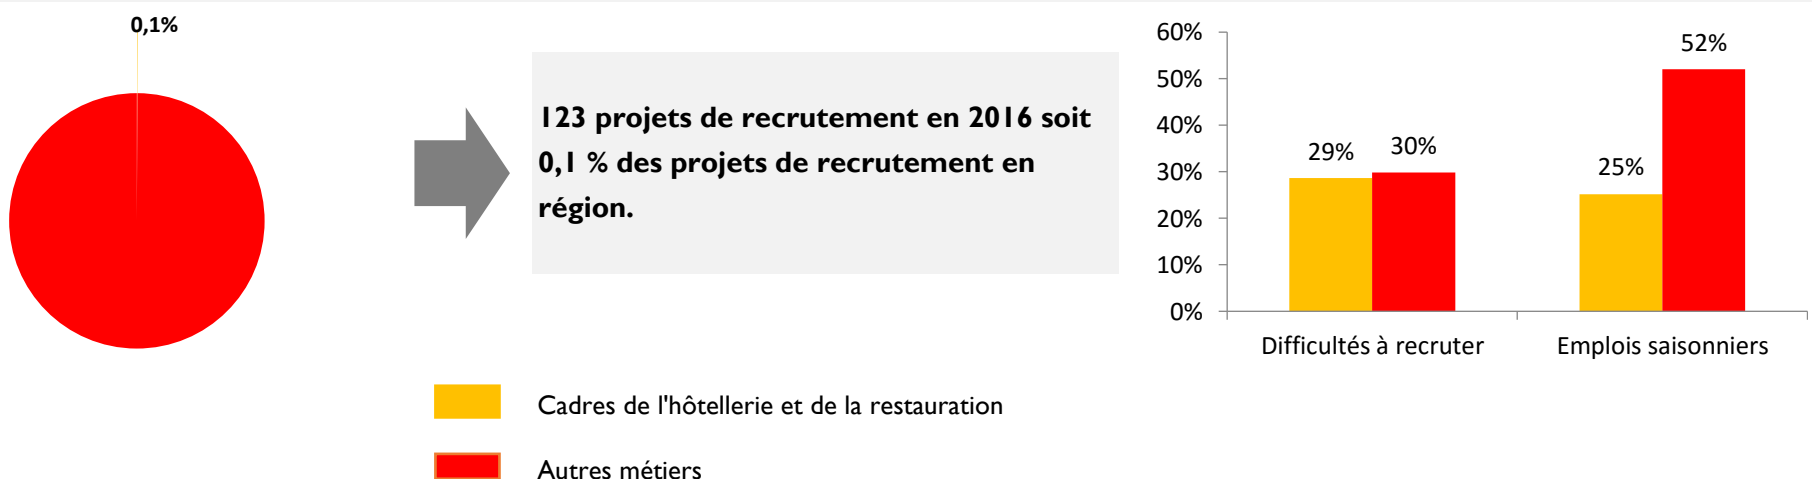 0,1%
123 projets de recrutement en 2016 soit
0,1 % des projets de recrutement en
région.
60%
50%
40%
30%
20%
10%
0%
29%
30%
25%
52%
Difficultés à recruter
Emplois saisonniers
Cadres de l'hôtellerie et de la restauration
Autres métiers